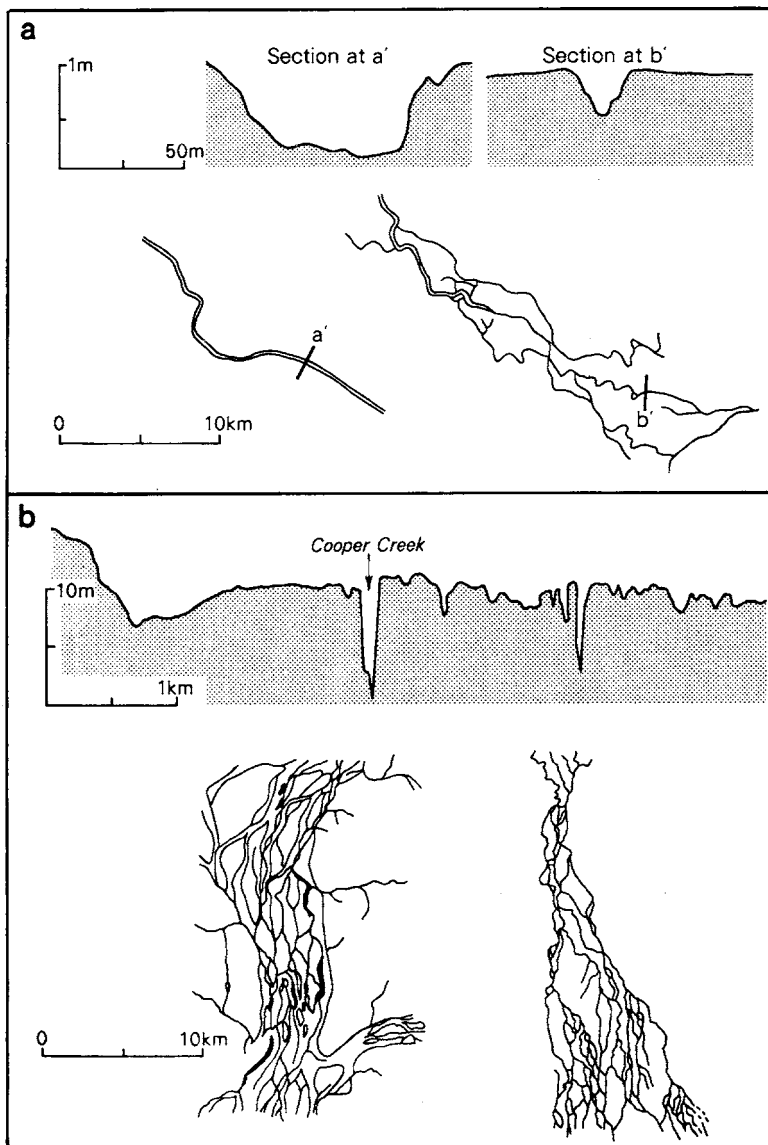 a
Section at a'
Section at b'
1m
50m
a'
b'
0
10km
b
Cooper Creek
10m
1km
0
10km